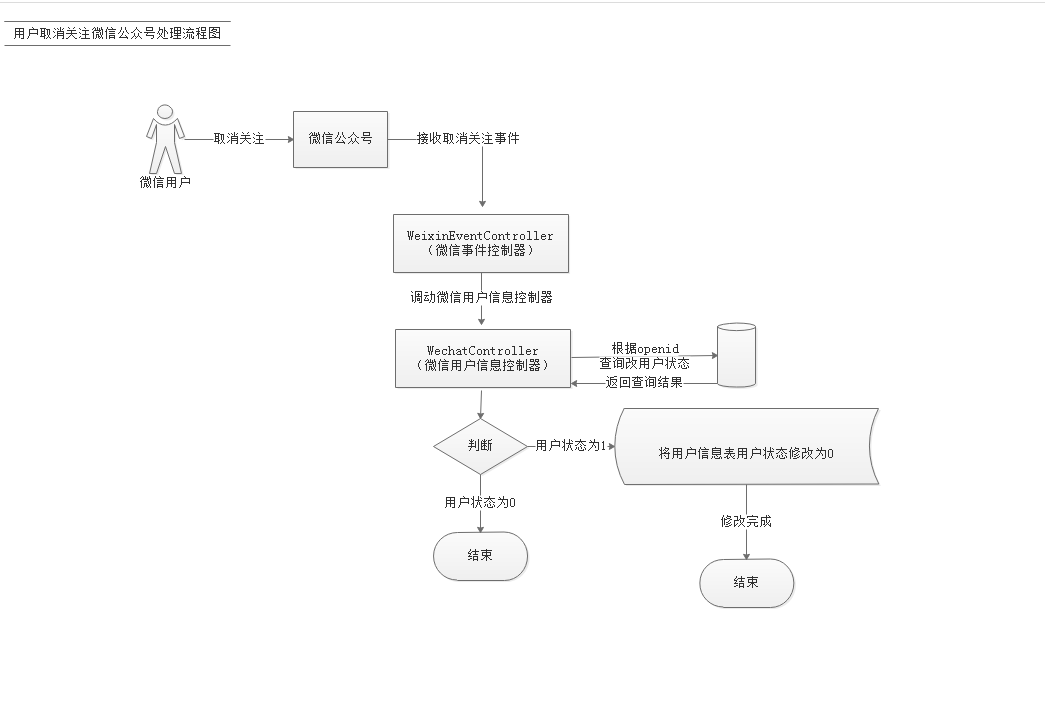 用户取消关注微信公众号处理流程图
取消关注
微信公众号
接收取消关注事件
微信用户
WeixinEventController
（微信事件控制器）
调动微信用户信息控制器
WechatController
（微信用户信息控制器）
根据openid
查询改用户状态
返回查询结果
判断
用户状态为1
将用户信息表用户状态修改为0
用户状态为0
修改完成
结束
结束